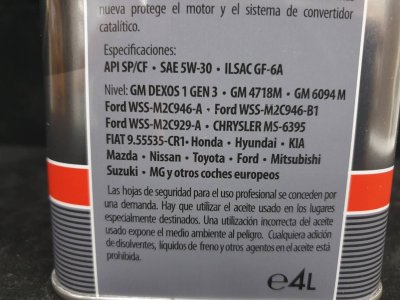 nueva protege el motor y el sistema de convertidor
catalítico.
Especificaciones:
API SP/CF • SAE 5W-30 • ILSAC GF-6A
Nivel: GM DEXOS 1 GEN 3 • GM 4718M • GM 6094 M
Ford WSS-M2C946-A • Ford WSS-M2C946-B1
Ford WSS-M2C929-A • CHRYSLER MS-6395
FIAT 9.55535-CR1• Honda • Hyundai • KIA
Mazda • Nissan • Toyota • Ford • Mitsubishi
Suzuki • MG y otros coches europeos
Las hojas de seguridad para el uso profesional se conceden por
una demanda. Hay que utilizar el aceite usado en los lugares
especialmente destinados. Una utilización incorrecta del aceite
usado expone el medio ambiente al peligro. Cualquiera adición
de disolventes, líquidos de freno y otros agentos en el aceite está
prohibida.
℮4L